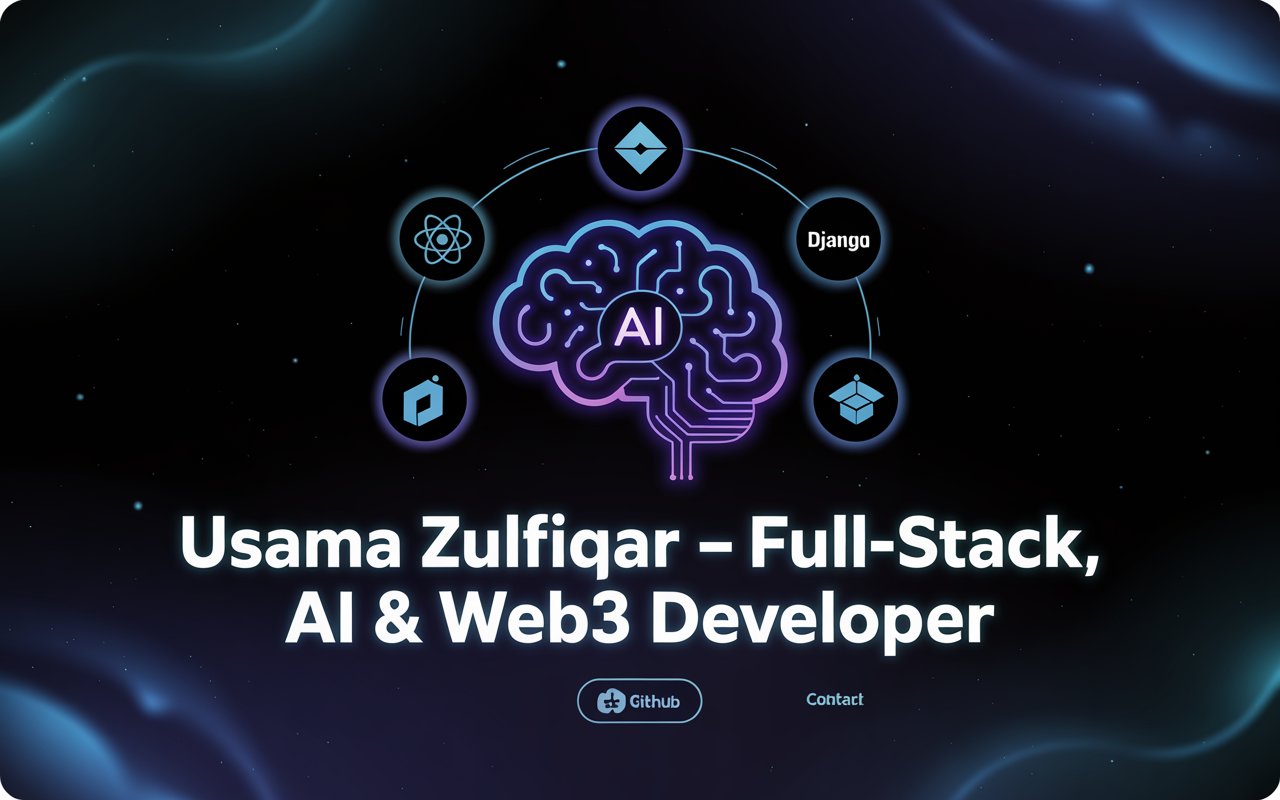 Django
AI
Usama Zulfiqar – Full-Stack,
AI & Web3 Developer
Github
Contact